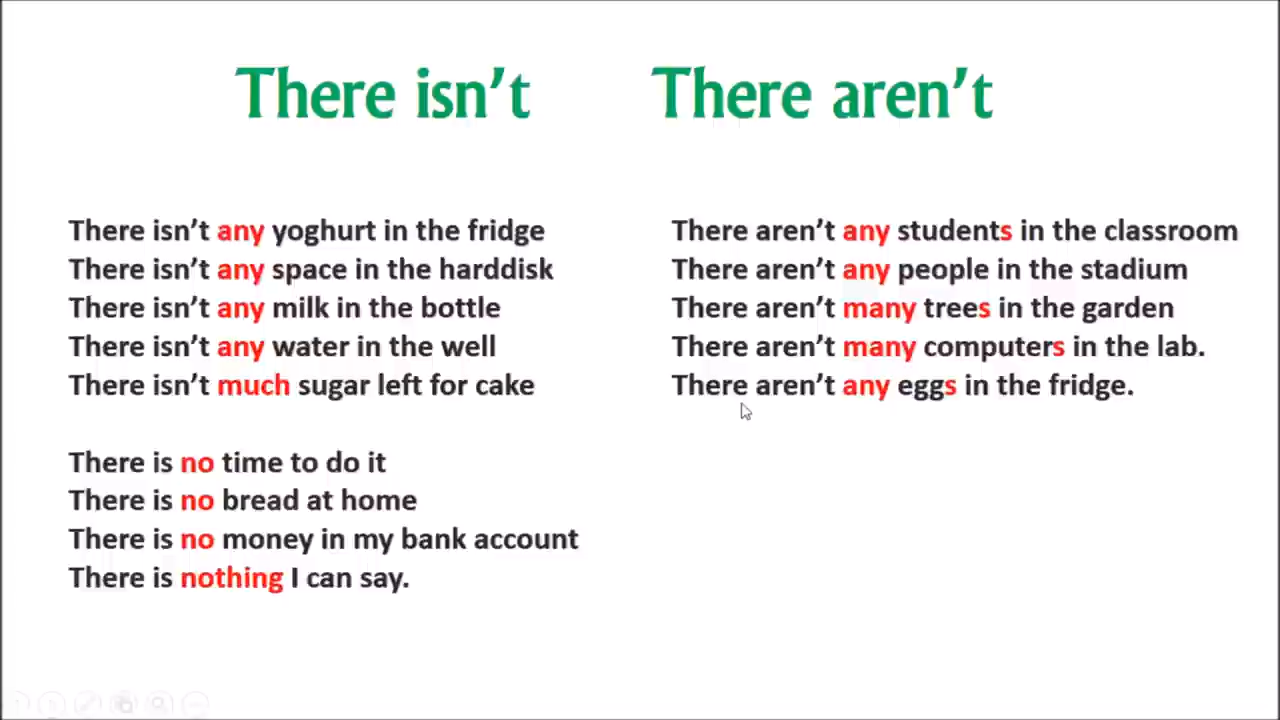 There isn't
There aren't
There isn't any yoghurt in the fridge
There isn't any space in the harddisk
There isn't any milk in the bottle
There isn't any water in the well
There isn't much sugar left for cake
There is no time to do it
There is no bread at home
There is no money in my bank account
There is nothing I can say.
There aren't any students in the classroom
There aren't any people in the stadium
There aren't many trees in the garden
There aren't many computers in the lab.
There aren't any eggs in the fridge.